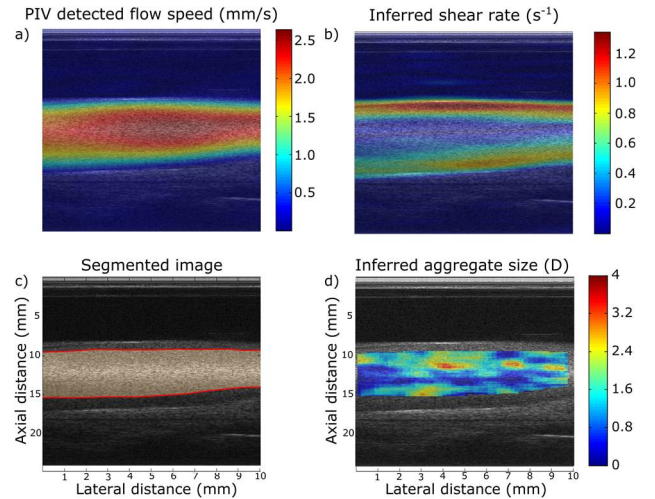 PIV detected flow speed (mm/s)
Inferred shear rate (s⁻¹)
a)
2.5
2.0
1.5
1.0
0.5
b)
1.2
1.0
0.8
0.6
0.4
0.2
Segmented image
Inferred aggregate size (D)
c)
5
10
15
20
Axial distance (mm)
1 2 3 4 5 6 7 8 9 10
Lateral distance (mm)
d)
5
10
15
20
Axial distance (mm)
1 2 3 4 5 6 7 8 9 10
Lateral distance (mm)
4
3.2
2.4
1.6
0.8
0